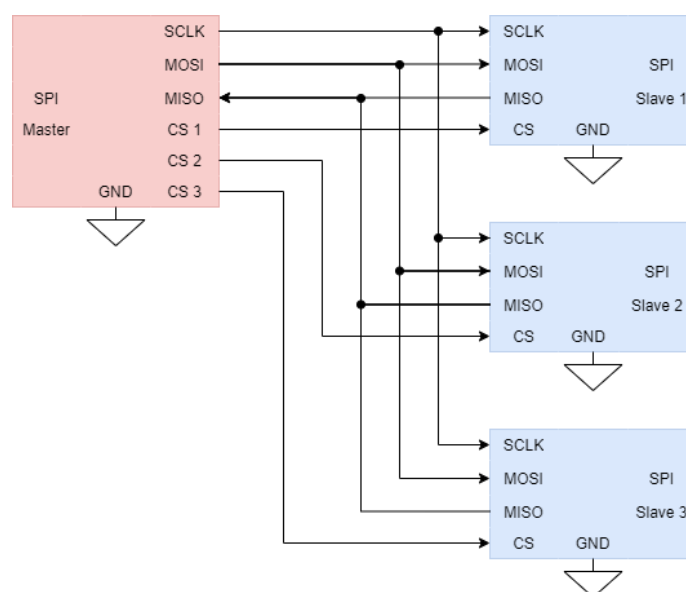 SCLK
MOSI
SPI
MISO
Master
CS 1
CS 2
GND
CS 3
SCLK
MOSI
SPI
MISO
Slave 1
CS
GND
SCLK
MOSI
SPI
MISO
Slave 2
CS
GND
SCLK
MOSI
SPI
MISO
Slave 3
CS
GND